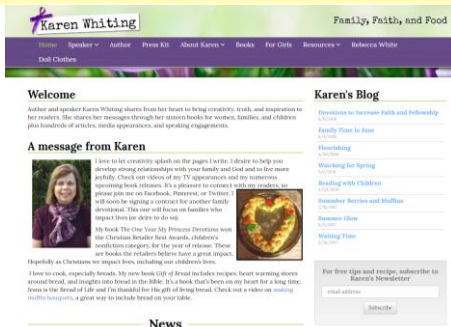 Karen Whiting
Family, Faith, and Food
Home Speaker Author Press Kit About Karen Books For Girls Resources Rebecca White
Doll Clothes
Welcome
Author and speaker Karen Whiting shares from her heart to bring creativity, truth, and inspiration to
her readers. She shares her messages through her sixteen books for women, families, and children
plus hundreds of articles, media appearances, and speaking engagements.
A message from Karen
I love to let creativity splash on the pages I write. I desire to help you
develop strong relationships with your family and God and to live more
joyfully. Check out videos of my TV appearances and my numerous
upcoming book releases. It's a pleasure to connect with my readers, so
please join me on Facebook, Pinterest, or Twitter. I
will soon be signing a contract for another family
devotional. This one will focus on families who
impact lives (or deire to do so).
My book The One Year My Princess Devotions won
the Christian Retailer Best Awards, children's
nonfiction category, for the year of release. These
are books the retailers believe have a great impact.
Hopefully as Christians we impact lives, including our children's lives.
I love to cook, especially breads. My new book Gift of Bread includes recipes, heart warming stores
around bread, and insights into bread in the Bible. It's a book that's been on my heart for a long time.
Jesus is the Bread of Life and I'm thankful for His gift of living bread. Check out a video on making
muffin bouquets, a great way to include bread on your table.
News
Karen's Blog
Devotions to Increase Faith and Fellowship
Family Time in June
Flourishing
Watching for Spring
Reading with Children
Summer Berries and Muffins
Summer Glow
Waiting Time
For free tips and recipe, subscribe to
Karen's Newsletter
email address
Subscribe